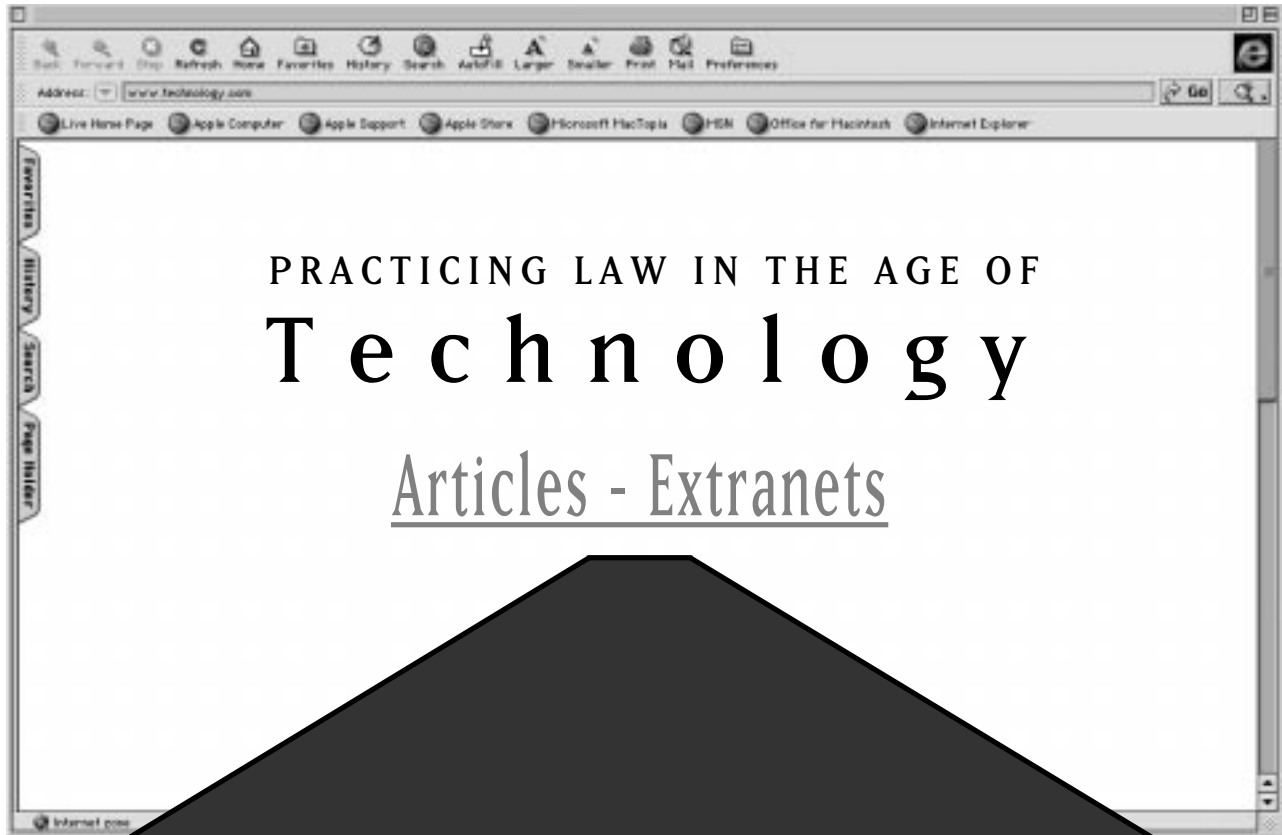 Back Forward Stop Refresh Home Favorites History Search AutoFill Larger Smaller Print Mail Preferences
Address: www.technology.com Go
Live Home Page Apple Computer Apple Support Apple Store Microsoft MacTopia MSN Office for Macintosh Internet Explorer
Favorites
History
Search
Page Holder
PRACTICING LAW IN THE AGE OF
Technology
Articles - Extranets
Internet zone